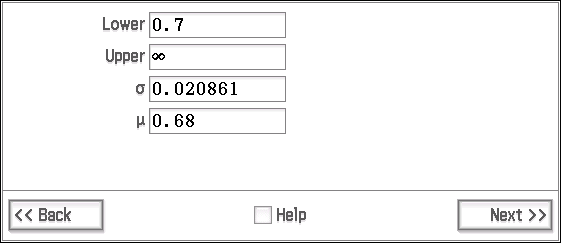 Lower 0.7
Upper ∞
σ 0.020861
μ 0.68
<< Back Help Next >>